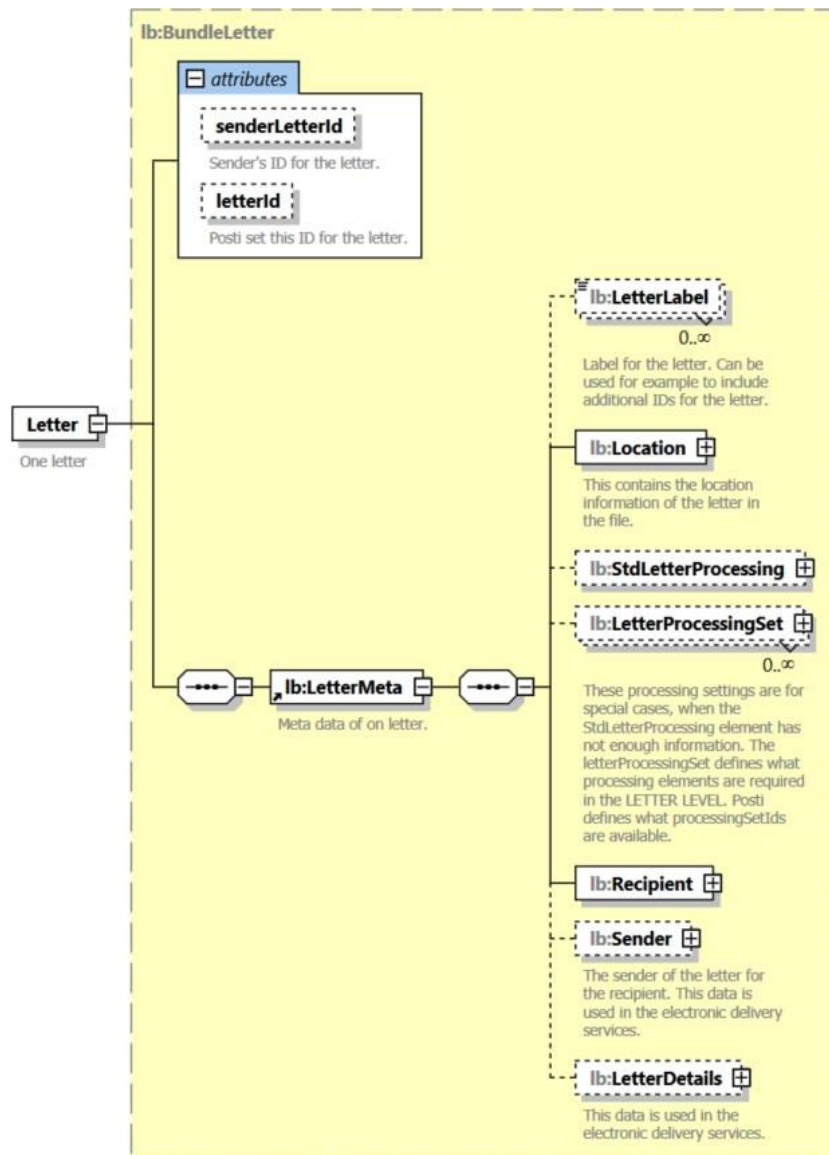 lb:BundleLetter
attributes
senderLetterId
Sender's ID for the letter.
letterId
Posti set this ID for the letter.
lb:LetterLabel
0..∞
Label for the letter. Can be
used for example to include
additional IDs for the letter.
Letter
One letter
lb:Location
This contains the location
information of the letter in
the file.
lb:StdLetterProcessing
lb:LetterProcessingSet
0..∞
These processing settings are for
special cases, when the
StdLetterProcessing element has
not enough information. The
letterProcessingSet defines what
processing elements are required
in the LETTER LEVEL. Posti
defines what processingSetIds
are available.
lb:LetterMeta
Meta data of on letter.
lb:Recipient
lb:Sender
The sender of the letter for
the recipient. This data is
used in the electronic delivery
services.
lb:LetterDetails
This data is used in the
electronic delivery services.